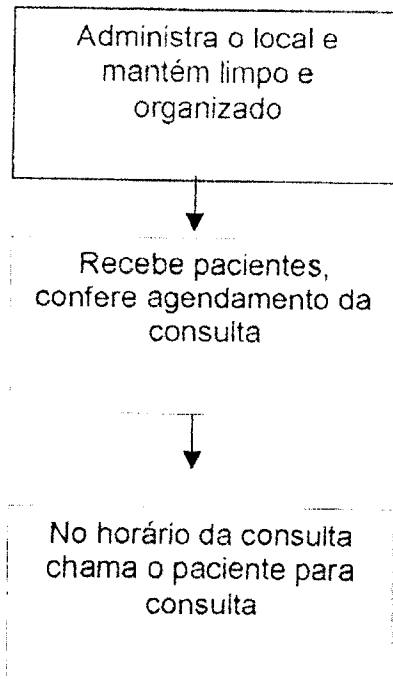 Administra o local e
mantém limpo e
organizado
Recebe pacientes,
confere agendamento da
consulta
No horário da consulta
chama o paciente para
consulta